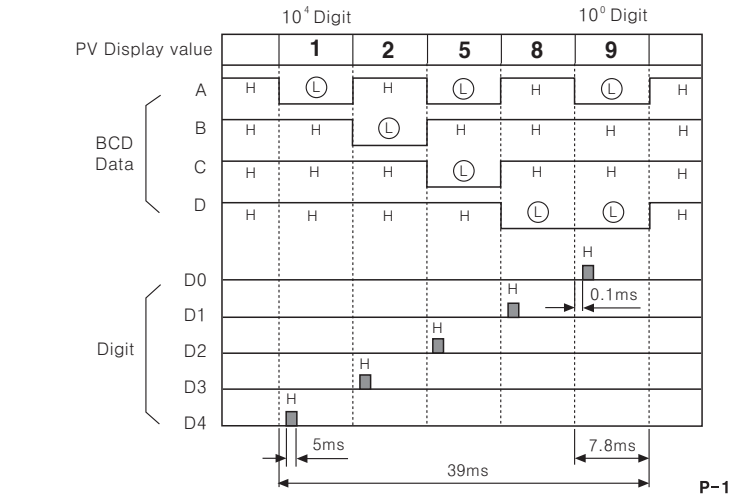 10⁴ Digit 10⁰ Digit
PV Display value 1 2 5 8 9
A H L H L H L H
B H H L H H H H
BCD Data
C H H H L H H H
D H H H H L L H
H
D0
H 0.1ms
D1
H
Digit D2
H
D3
H
D4
5ms 7.8ms
39ms
P-1